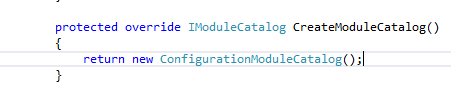 protected override IModuleCatalog CreateModuleCatalog()
{
return new ConfigurationModuleCatalog();
}